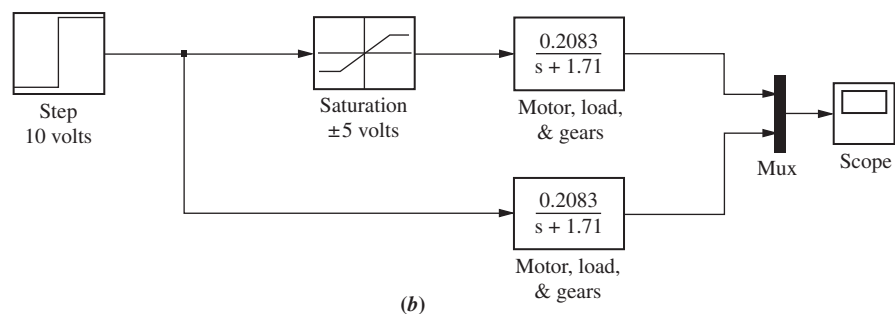 Step
10 volts
Saturation
±5 volts
0.2083
s + 1.71
Motor, load,
& gears
Mux
Scope
0.2083
s + 1.71
Motor, load,
& gears
(b)